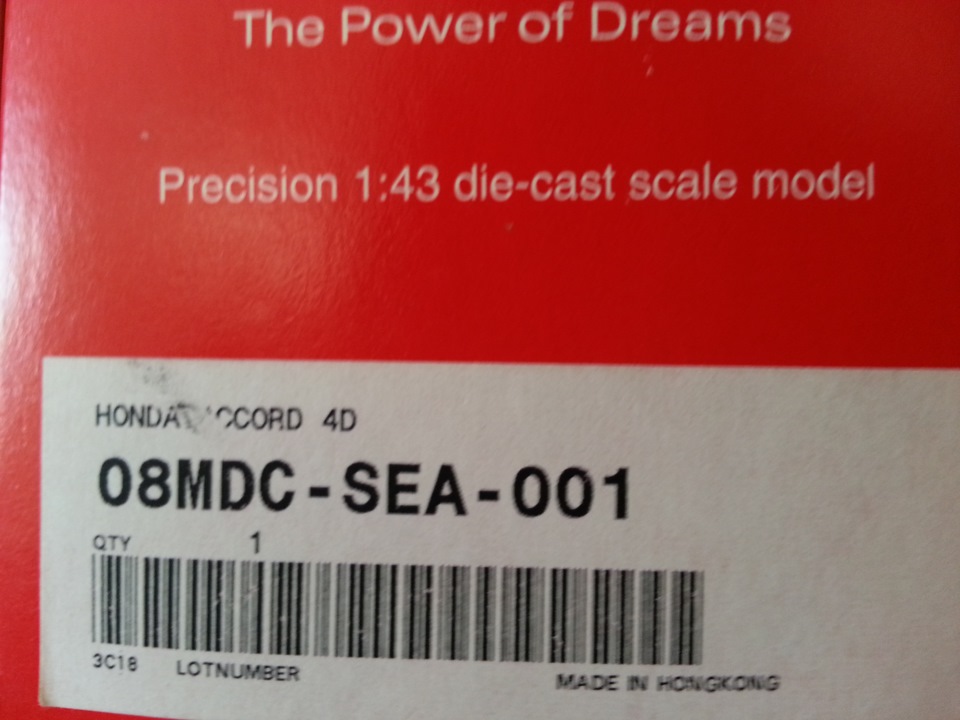 The Power of Dreams
Precision 1:43 die-cast scale model
HONDA ACCORD 4D
08MDC-SEA-001
QTY 1
3C18 LOTNUMBER
MADE IN HONGKONG